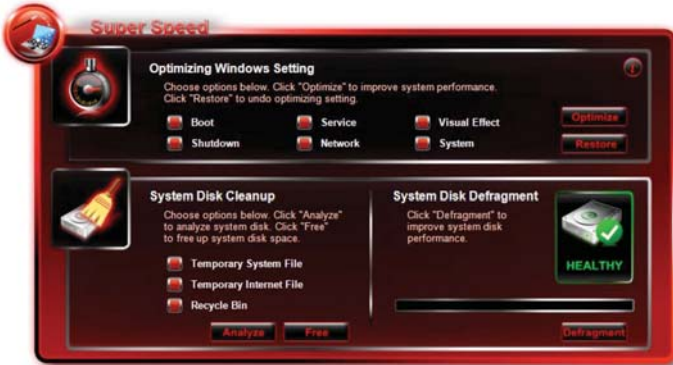 Super Speed
Optimizing Windows Setting
Choose options below. Click "Optimize" to improve system performance.
Click "Restore" to undo optimizing setting.
Boot
Service
Visual Effect
Optimize
Shutdown
Network
System
Restore
System Disk Cleanup
Choose options below. Click "Analyze"
to analyze system disk. Click "Free"
to free up system disk space.
Temporary System File
Temporary Internet File
Recycle Bin
Analyze
Free
System Disk Defragment
Click "Defragment" to
improve system disk
performance.
HEALTHY
Defragment